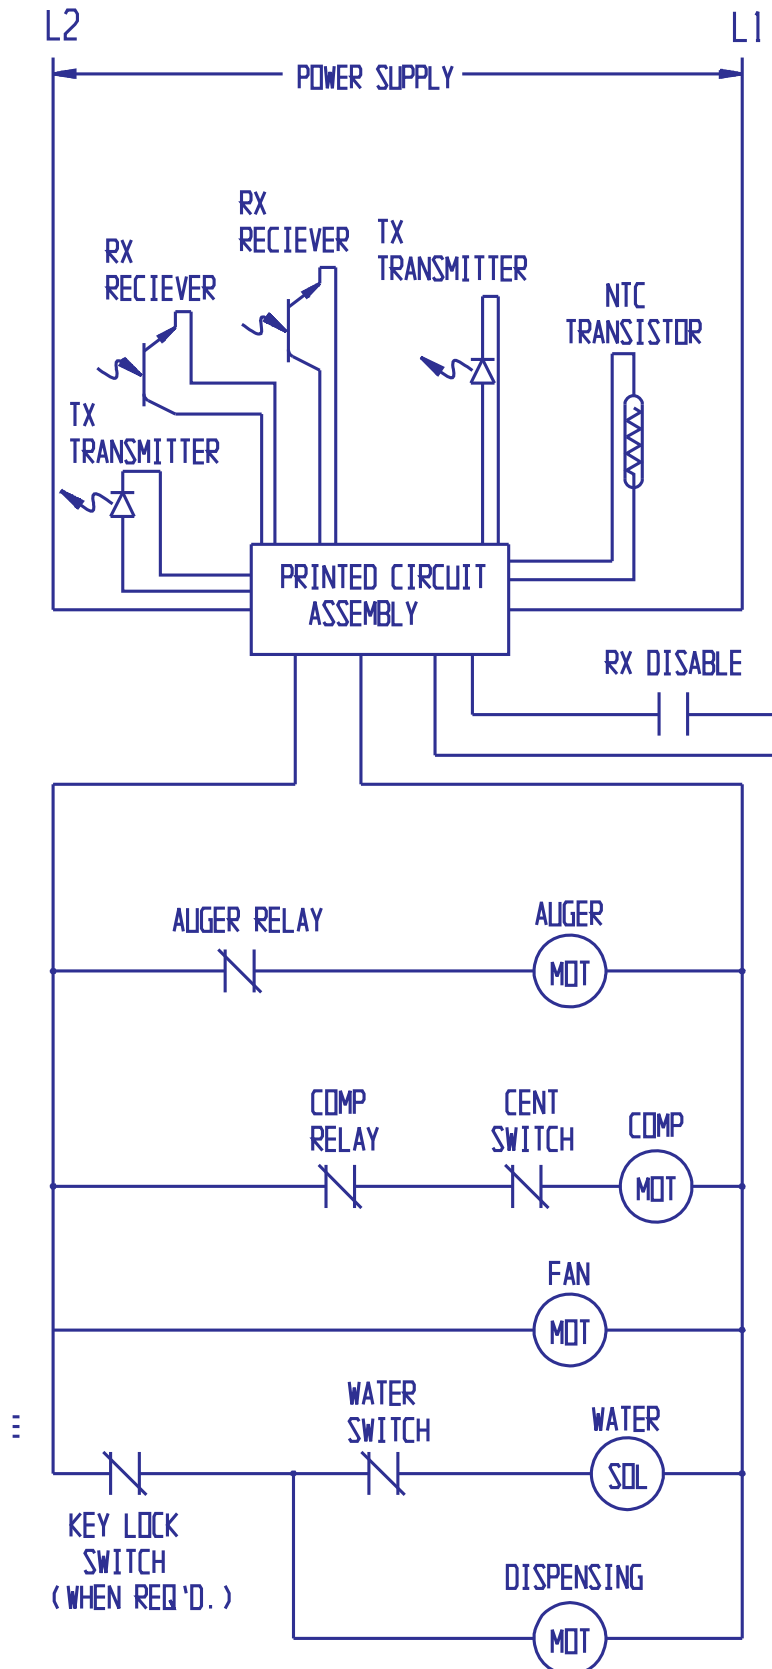 L2
L1
POWER SUPPLY
RX
RECIEVER
TX
TRANSMITTER
RX
RECIEVER
NTC
TRANSISTOR
TX
TRANSMITTER
PRINTED CIRCUIT
ASSEMBLY
RX DISABLE
AUGER RELAY
AUGER
MOT
COMP
RELAY
CENT
SWITCH
COMP
MOT
FAN
MOT
WATER
SWITCH
WATER
SOL
KEY LOCK
SWITCH
(WHEN REQ'D.)
DISPENSING
MOT